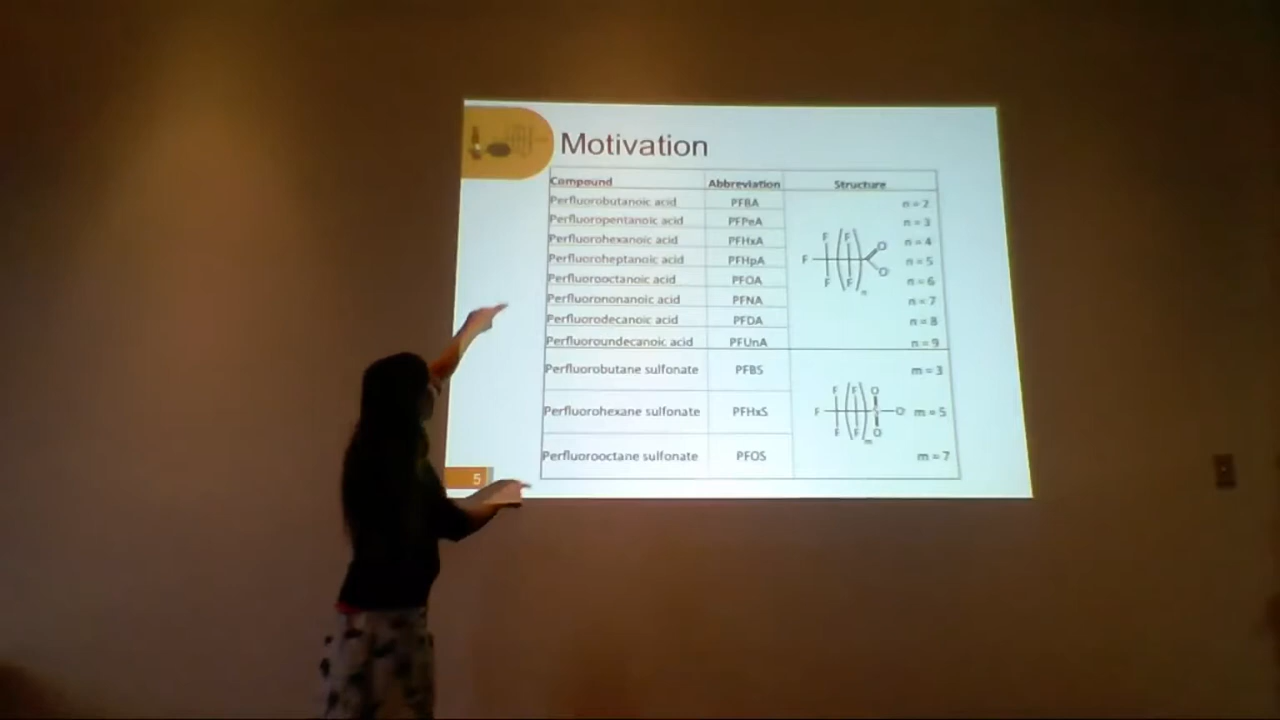 Motivation
Compound Abbreviation Structure
Perfluorobutanoic acid PFBA n = 2
Perfluoropentanoic acid PFPeA n = 3
Perfluorohexanoic acid PFHxA n = 4
Perfluoroheptanoic acid PFHpA n = 5
Perfluorooctanoic acid PFOA n = 6
Perfluorononanoic acid PFNA n = 7
Perfluorodecanoic acid PFDA n = 8
Perfluoroundecanoic acid PFUnA n = 9
F F O
F
F F O
n
Perfluorobutane sulfonate PFBS m = 3
Perfluorohexane sulfonate PFHxS m = 5
Perfluorooctane sulfonate PFOS m = 7
F F O
F S O
F F O
m
5